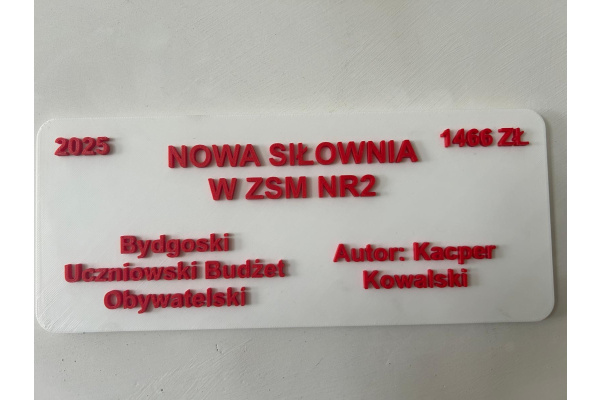 2025
1466 ZŁ
NOWA SIŁOWNIA
W ZSM NR2
Bydgoski
Uczniowski Budżet
Obywatelski
Autor: Kacper
Kowalski